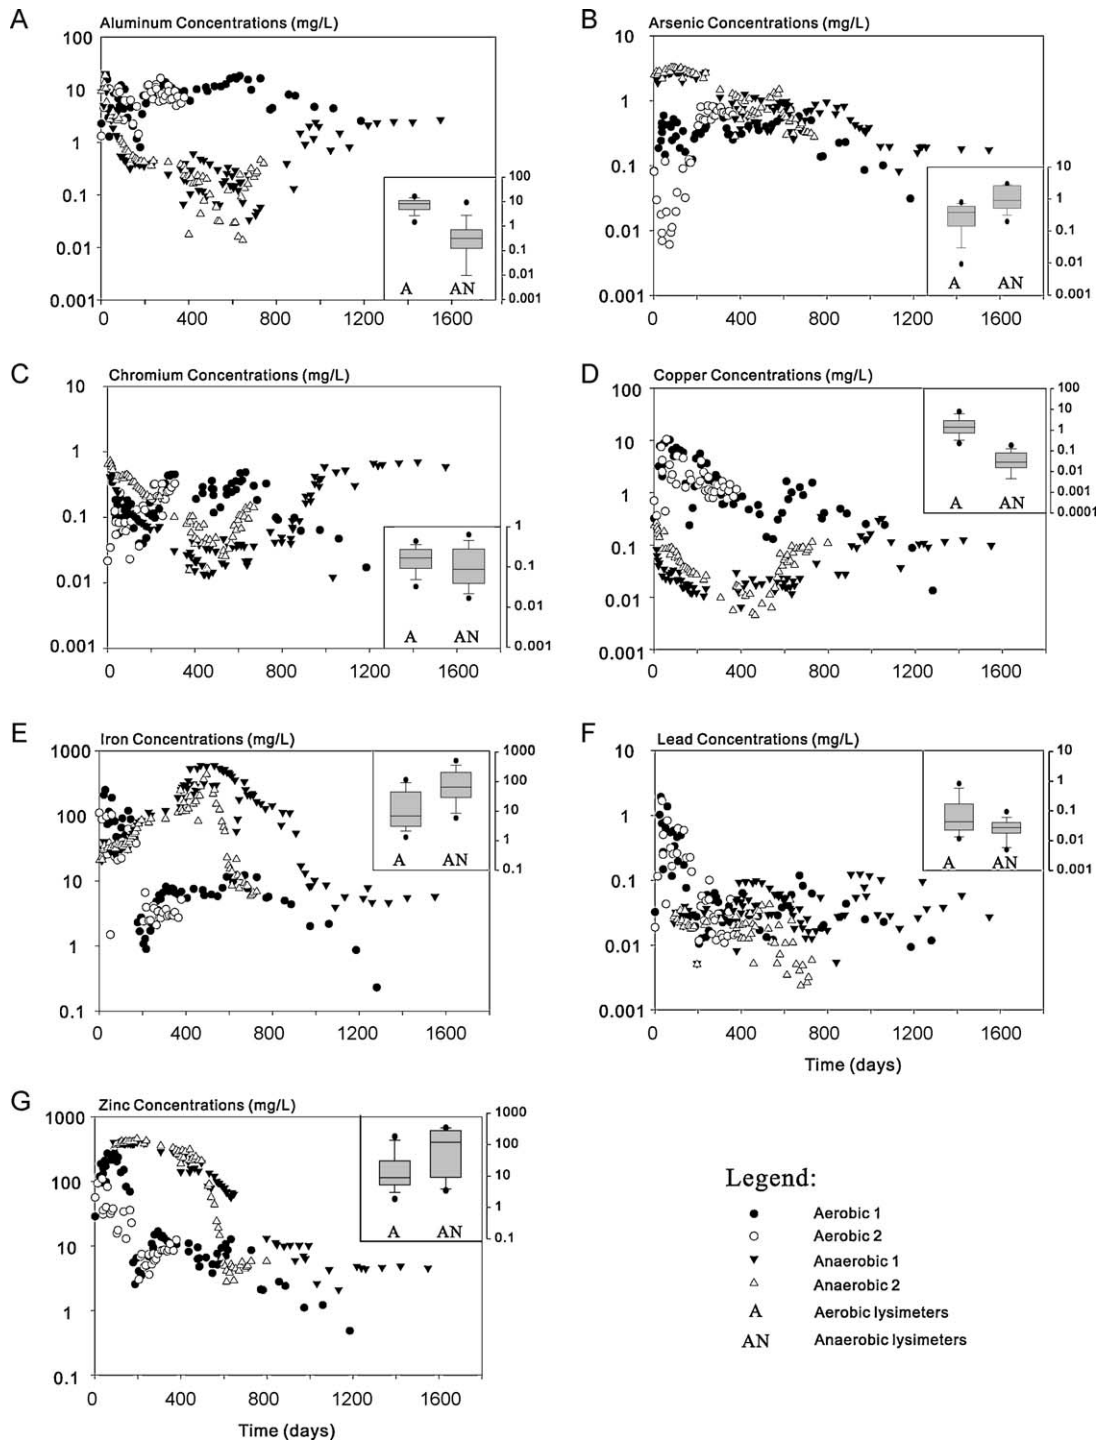 A
Aluminum Concentrations (mg/L)
100
10
1
0.1
0.01
0.001
0 400 800 1200 1600
100
10
1
0.1
0.01
0.001
A AN
B
Arsenic Concentrations (mg/L)
10
1
0.1
0.01
0.001
0 400 800 1200 1600
10
1
0.1
0.01
0.001
A AN
C
Chromium Concentrations (mg/L)
10
1
0.1
0.01
0.001
0 400 800 1200 1600
1
0.1
0.01
0.001
A AN
D
Copper Concentrations (mg/L)
100
10
1
0.1
0.01
0.001
0 400 800 1200 1600
100
10
1
0.1
0.01
0.001
0.0001
A AN
E
Iron Concentrations (mg/L)
1000
100
10
1
0.1
0 400 800 1200 1600
1000
100
10
1
0.1
A AN
F
Lead Concentrations (mg/L)
10
1
0.1
0.01
0.001
0 400 800 1200 1600
Time (days)
10
1
0.1
0.01
0.001
A AN
G
Zinc Concentrations (mg/L)
1000
100
10
1
0.1
0 400 800 1200 1600
Time (days)
1000
100
10
1
0.1
A AN
Legend:
Aerobic 1
Aerobic 2
Anaerobic 1
Anaerobic 2
A Aerobic lysimeters
AN Anaerobic lysimeters